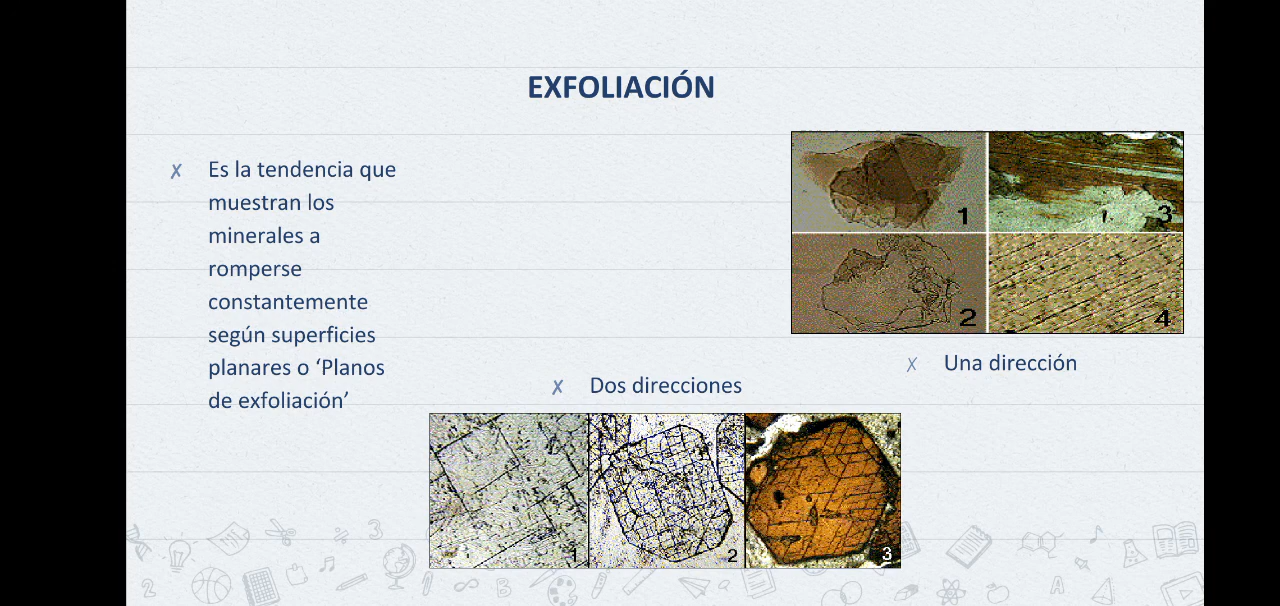 EXFOLIACIÓN
✗ Es la tendencia que
muestran los
minerales a
romperse
constantemente
según superficies
planares o ‘Planos
de exfoliación’
1
3
2
4
✗ Una dirección
✗ Dos direcciones
1
2
3